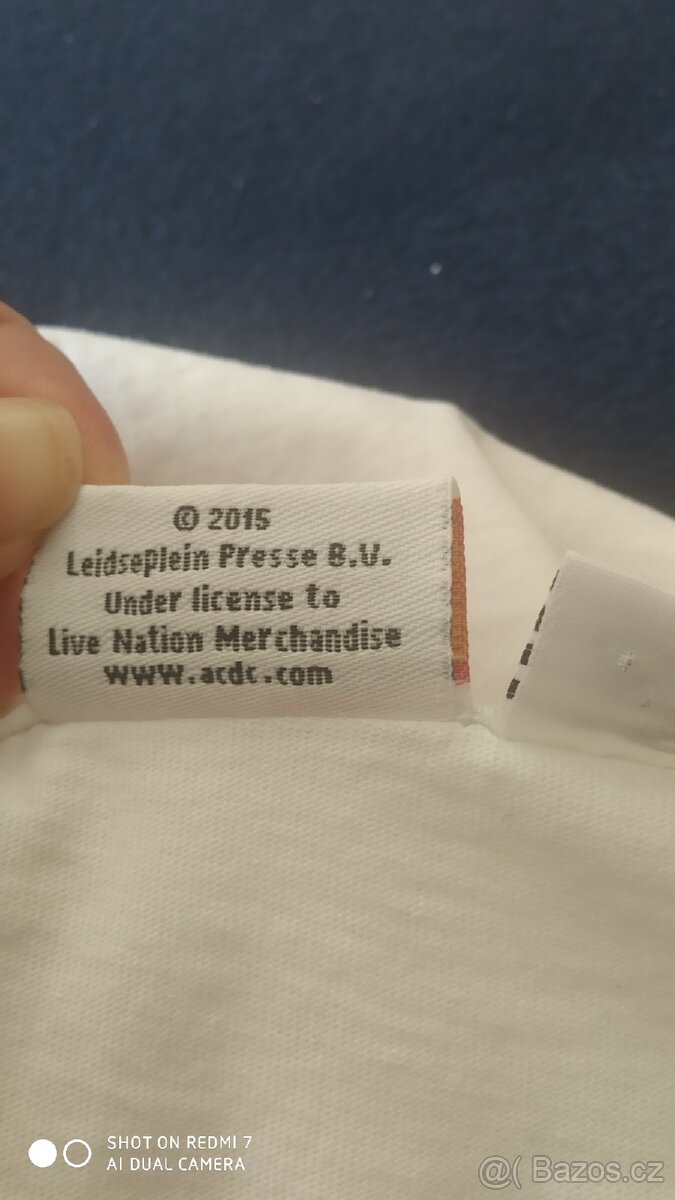 © 2015
Leidseplein Presse B.V.
Under license to
Live Nation Merchandise
www.acdc.com
SHOT ON REDMI 7
AI DUAL CAMERA
@( Bazos.cz